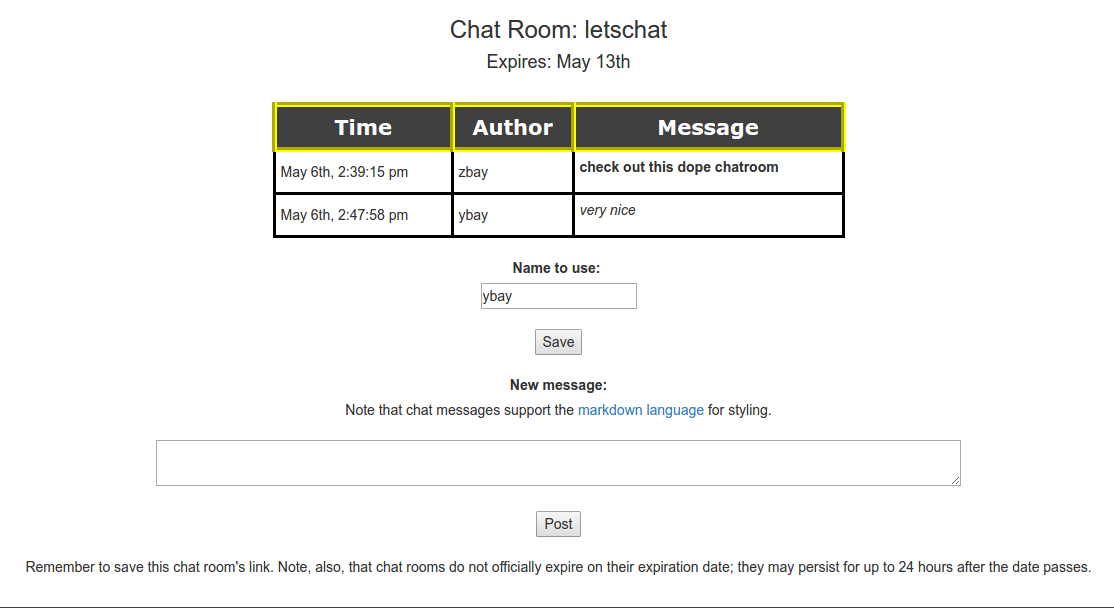 Chat Room: letschat
Expires: May 13th
Time Author Message
May 6th, 2:39:15 pm zbay check out this dope chatroom
May 6th, 2:47:58 pm ybay very nice
Name to use:
ybay
Save
New message:
Note that chat messages support the markdown language for styling.
Post
Remember to save this chat room's link. Note, also, that chat rooms do not officially expire on their expiration date; they may persist for up to 24 hours after the date passes.